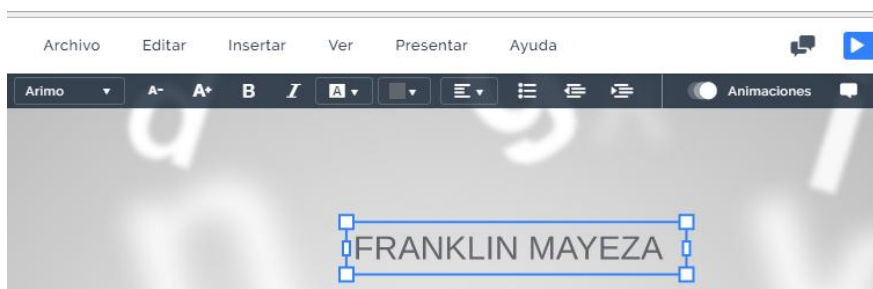 Archivo Editar Insertar Ver Presentar Ayuda
Arimo A- A+ B I A Animaciones
FRANKLIN MAYEZA